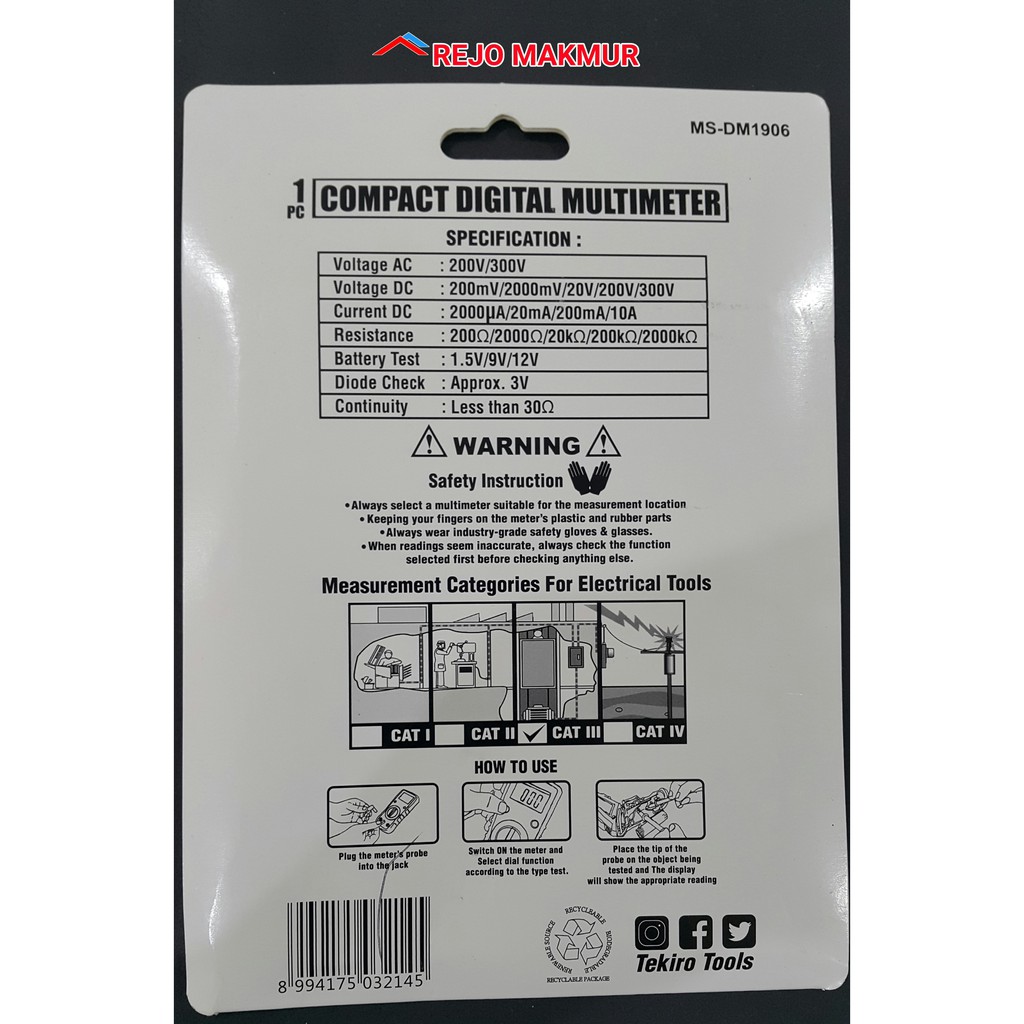 REJO MAKMUR
MS-DM1906
1 PC COMPACT DIGITAL MULTIMETER
SPECIFICATION :
Voltage AC : 200V/300V
Voltage DC : 200mV/2000mV/20V/200V/300V
Current DC : 2000µA/20mA/200mA/10A
Resistance : 200Ω/2000Ω/20kΩ/200kΩ/2000kΩ
Battery Test : 1.5V/9V/12V
Diode Check : Approx. 3V
Continuity : Less than 30Ω
WARNING
Safety Instruction
• Always select a multimeter suitable for the measurement location
• Keeping your fingers on the meter's plastic and rubber parts
• Always wear industry-grade safety gloves & glasses.
• When readings seem inaccurate, always check the function
selected first before checking anything else.
Measurement Categories For Electrical Tools
CAT I CAT II CAT III CAT IV
HOW TO USE
000
Plug the meter's probe
into the jack
Switch ON the meter and
Select dial function
according to the type test.
Place the tip of the
probe on the object being
tested and The display
will show the appropriate reading
8 994175 032145
RECYCLEABLE
BIODEGRADABLE
RENEWABLE SOURCE
RECYCLABLE PACKAGE
Tekiro Tools